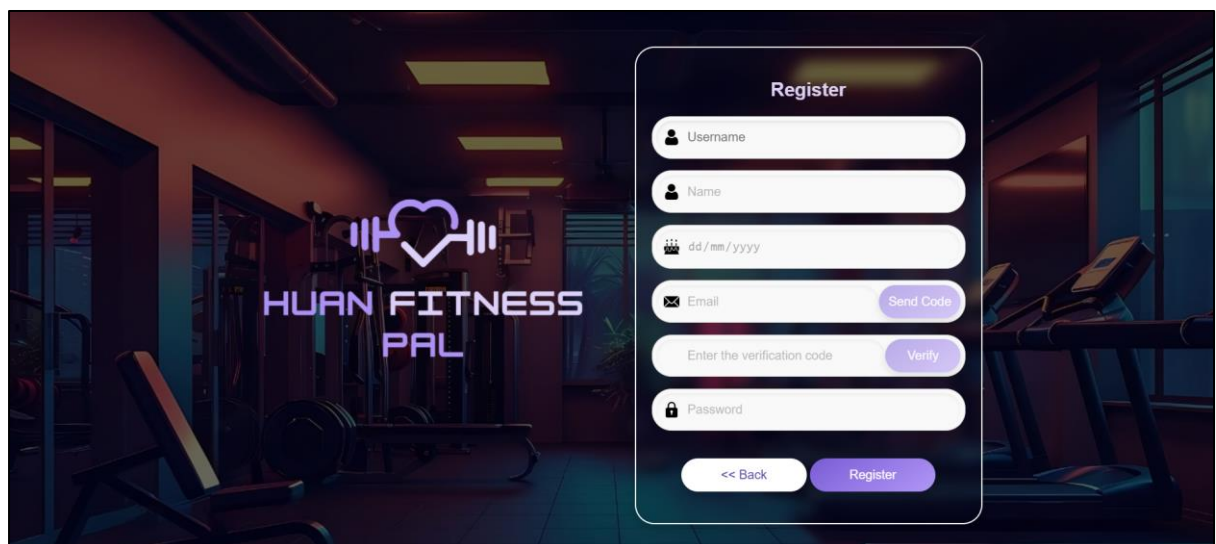 HUAN FITNESS
PAL
Register
Username
Name
dd/mm/yyyy
Email
Send Code
Enter the verification code
Verify
Password
<< Back
Register